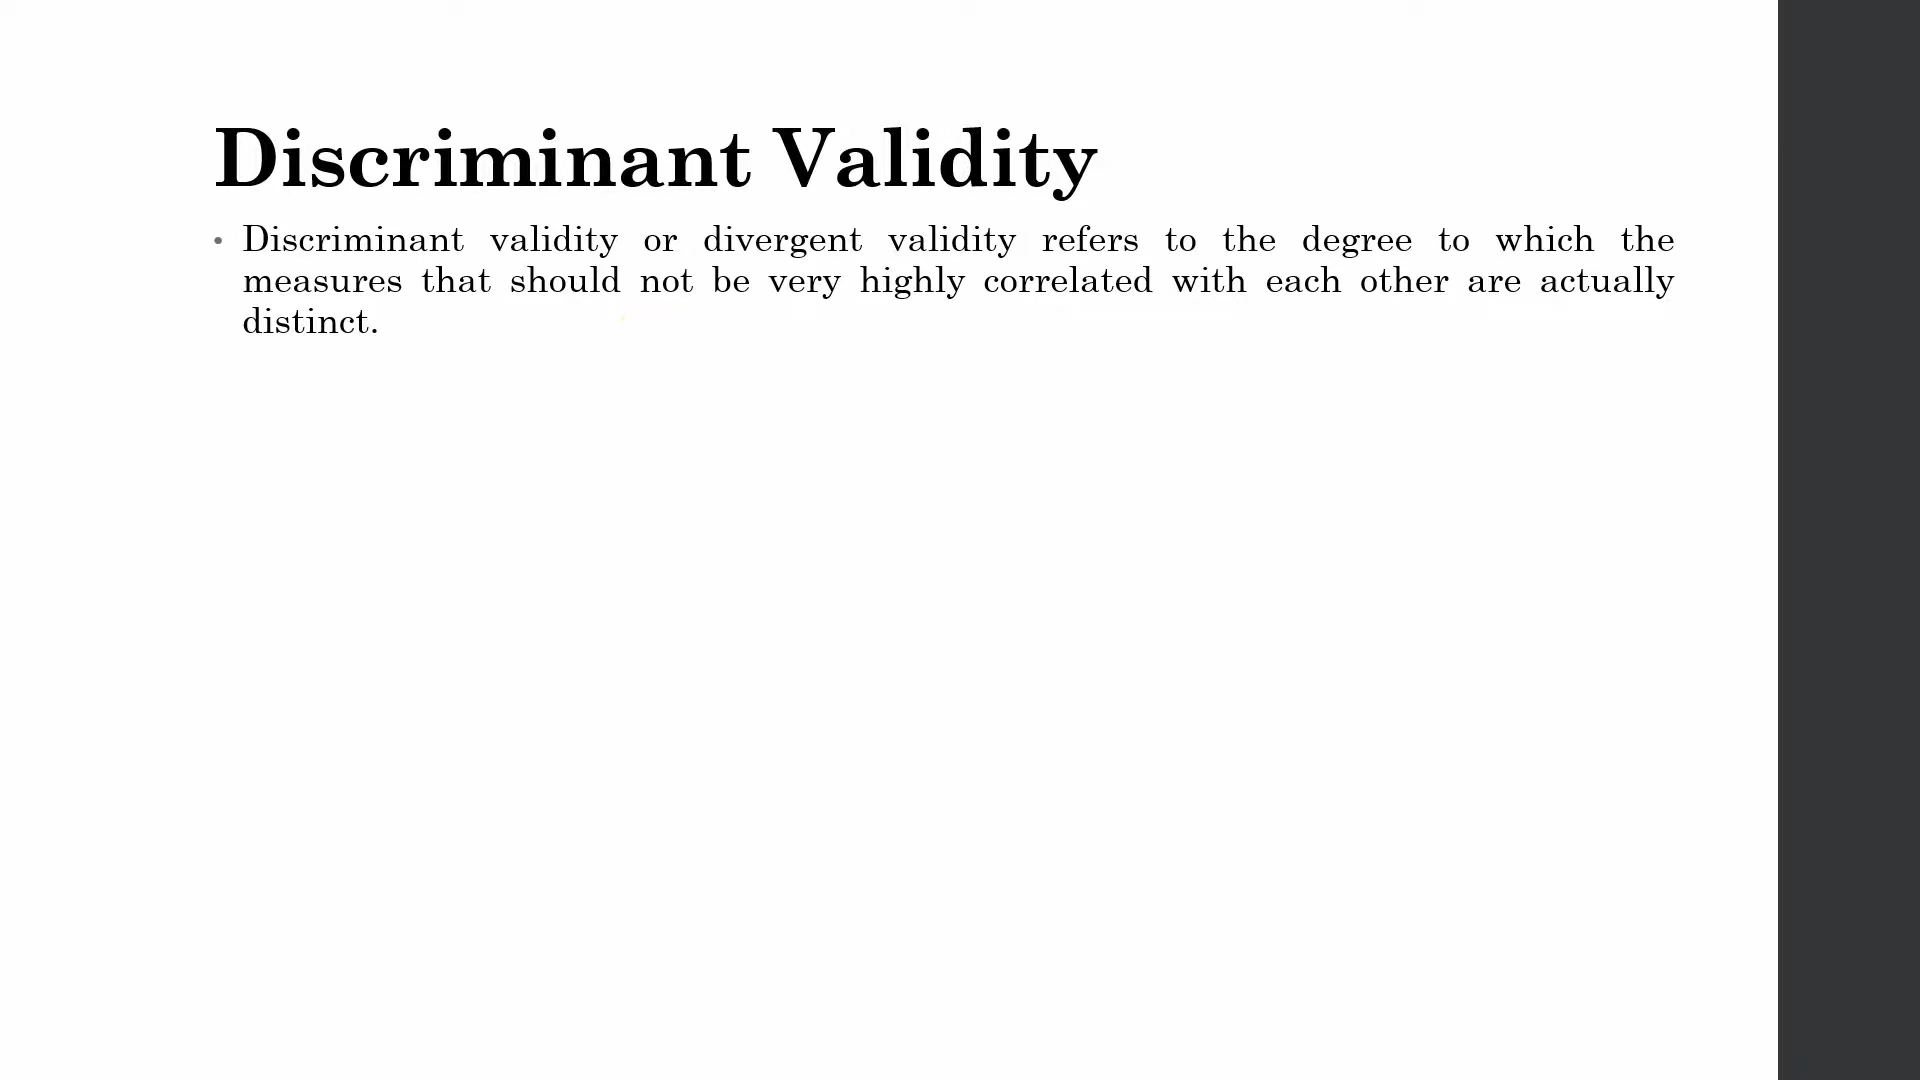 Discriminant Validity
• Discriminant validity or divergent validity refers to the degree to which the
measures that should not be very highly correlated with each other are actually
distinct.